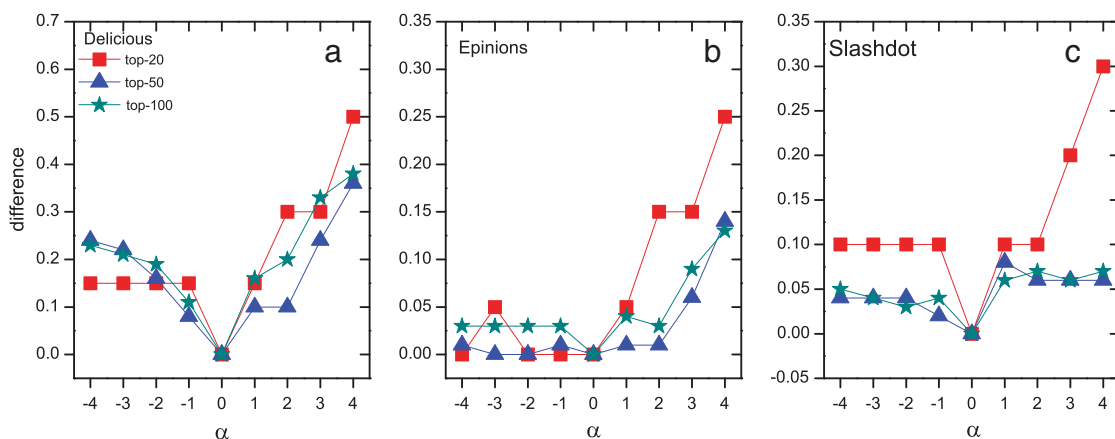 difference
0.7
0.6
0.5
0.4
0.3
0.2
0.1
0.0
Delicious
top-20
top-50
top-100
a
-4 -3 -2 -1 0 1 2 3 4
α
0.35
0.30
0.25
0.20
0.15
0.10
0.05
0.00
Epinions
b
-4 -3 -2 -1 0 1 2 3 4
α
0.35
0.30
0.25
0.20
0.15
0.10
0.05
0.00
-0.05
Slashdot
c
-4 -3 -2 -1 0 1 2 3 4
α